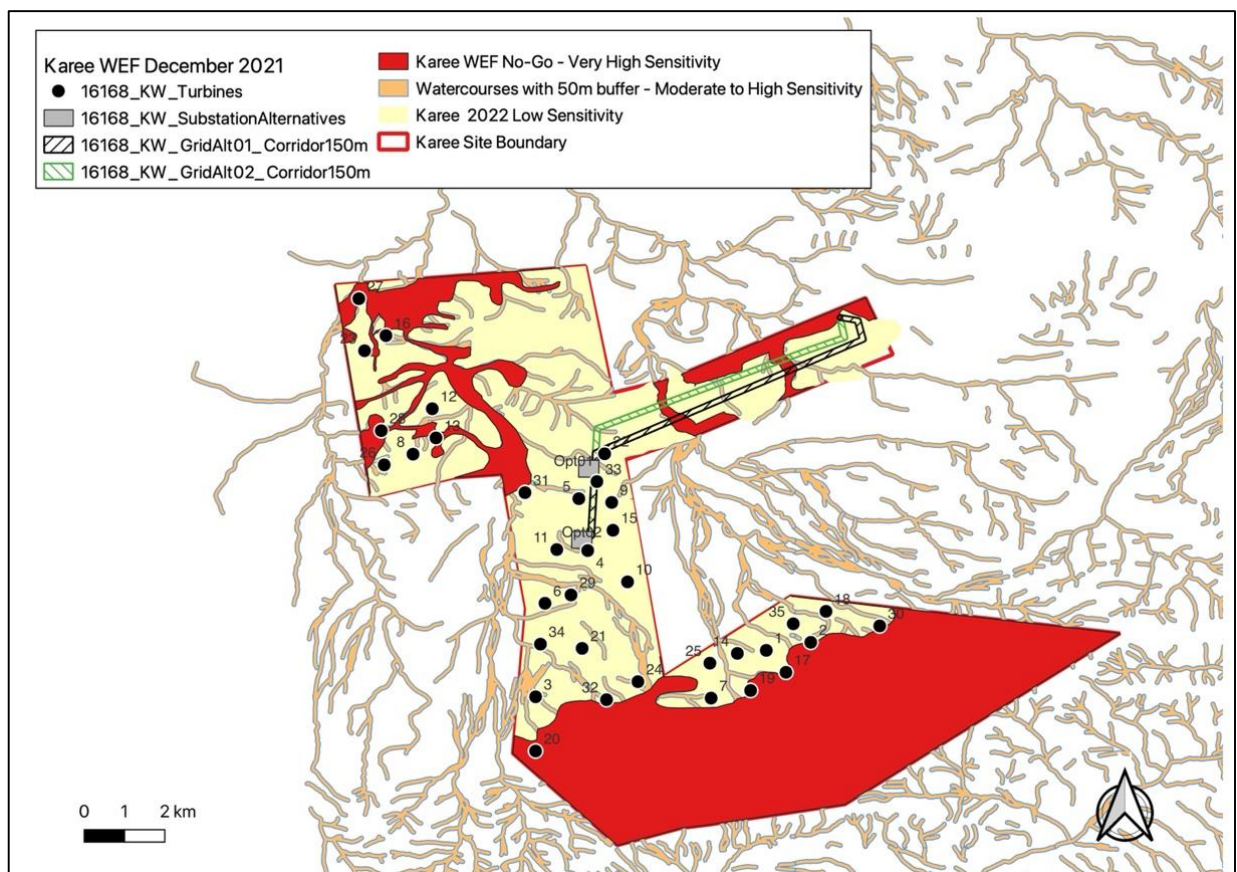 Karee WEF December 2021
16168_KW_Turbines
16168_KW_SubstationAlternatives
16168_KW_GridAlt01_Corridor150m
16168_KW_GridAlt02_Corridor150m
Karee WEF No-Go - Very High Sensitivity
Watercourses with 50m buffer - Moderate to High Sensitivity
Karee 2022 Low Sensitivity
Karee Site Boundary
27
16
12
28
13
8
26
22
Opt01
33
31
5
9
15
Opt02
11
4
10
29
6
18
35
30
34
21
2
14
1
25
17
24
3
32
7
19
20
0 1 2 km